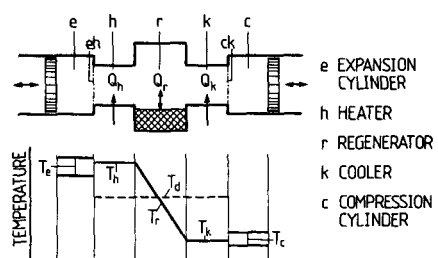 e h r k c
eh ck
Qh Qr Qk
e EXPANSION
CYLINDER
h HEATER
r REGENERATOR
k COOLER
c COMPRESSION
CYLINDER
TEMPERATURE
Te Th Td
Tr Tk Tc